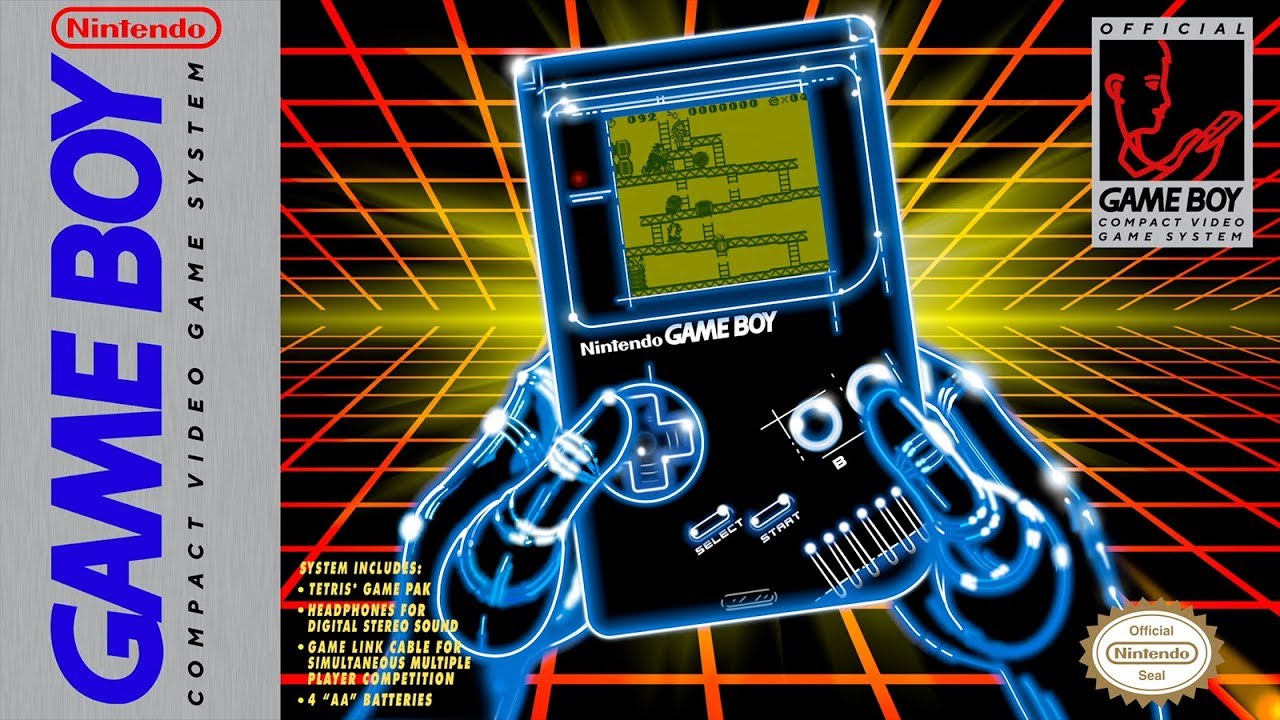 Nintendo
GAME BOY
COMPACT VIDEO GAME SYSTEM
092 0000000
Nintendo GAME BOY
B
SELECT
START
SYSTEM INCLUDES:
• TETRIS* GAME PAK
• HEADPHONES FOR
DIGITAL STEREO SOUND
• GAME LINK CABLE FOR
SIMULTANEOUS MULTIPLE
PLAYER COMPETITION
• 4 "AA" BATTERIES
OFFICIAL
GAME BOY
COMPACT VIDEO
GAME SYSTEM
Official
Nintendo
Seal